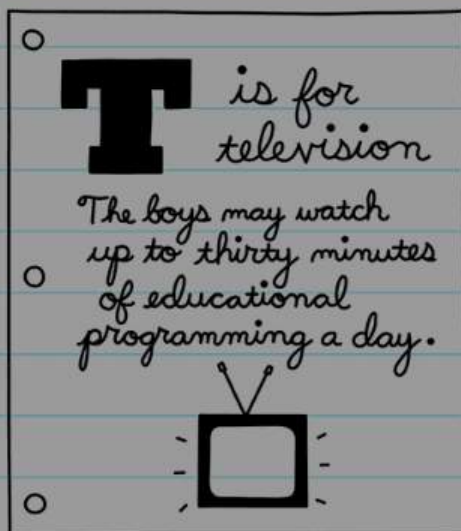 T is for
television
The boys may watch
up to thirty minutes
of educational
programming a day.